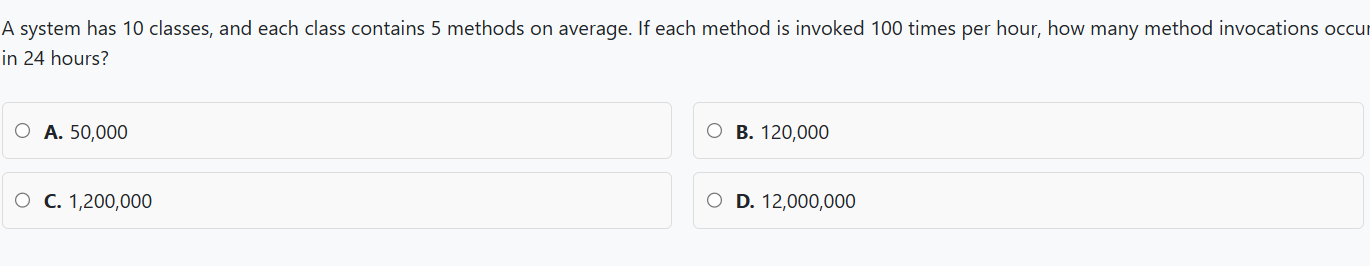 A system has 10 classes, and each class contains 5 methods on average. If each method is invoked 100 times per hour, how many method invocations occur
in 24 hours?
A. 50,000
B. 120,000
C. 1,200,000
D. 12,000,000